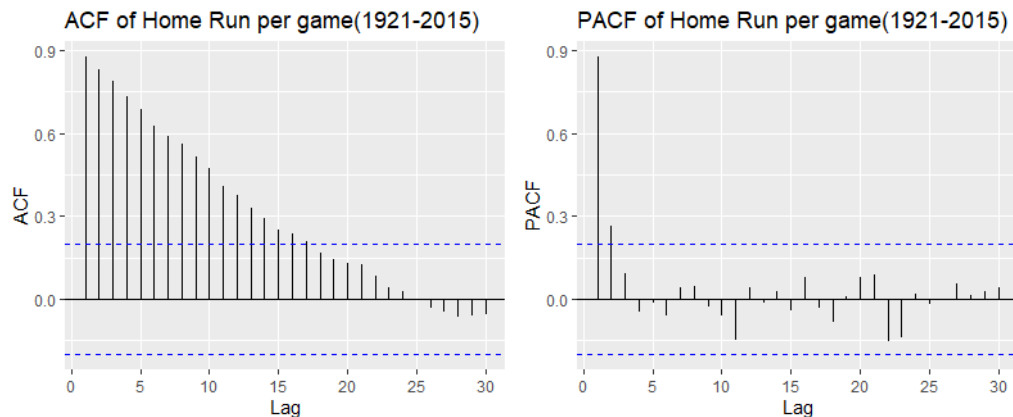 ACF of Home Run per game(1921-2015)
0.9
0.6
0.3
0.0
ACF
0 5 10 15 20 25 30
Lag
PACF of Home Run per game(1921-2015)
0.9
0.6
0.3
0.0
PACF
0 5 10 15 20 25 30
Lag